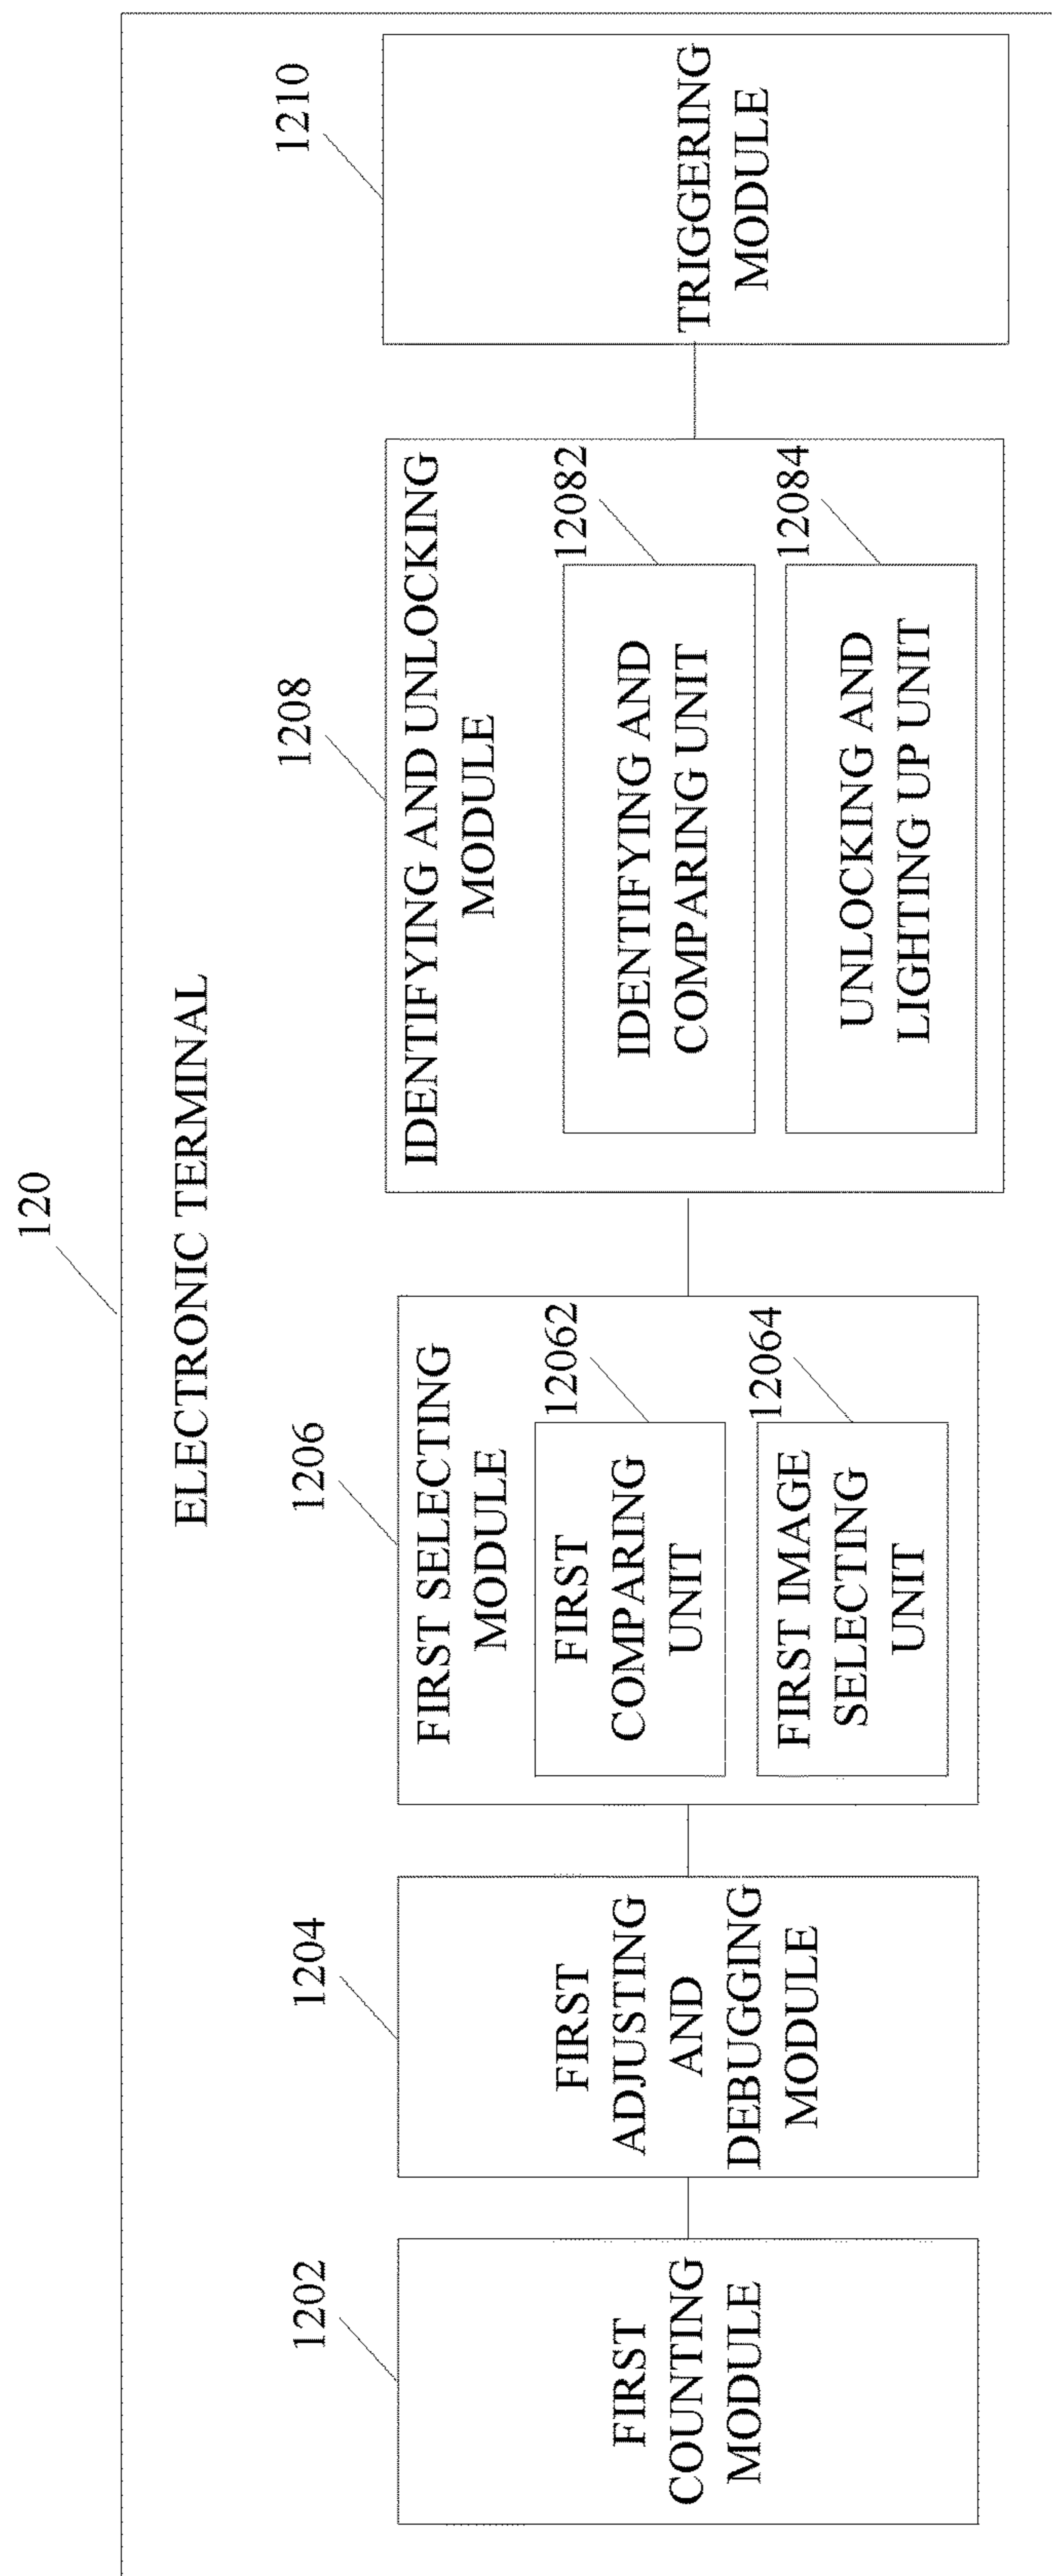 120
ELECTRONIC TERMINAL
1202
FIRST
COUNTING
MODULE
1204
FIRST
ADJUSTING
AND
DEBUGGING
MODULE
1206
FIRST SELECTING
MODULE
12062
FIRST
COMPARING
UNIT
12064
FIRST IMAGE
SELECTING
UNIT
1208
IDENTIFYING AND UNLOCKING
MODULE
12082
IDENTIFYING AND
COMPARING UNIT
12084
UNLOCKING AND
LIGHTING UP UNIT
1210
TRIGGERING
MODULE